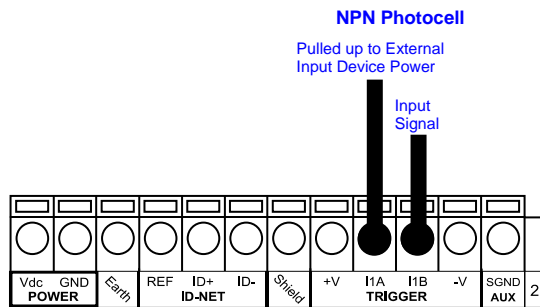 NPN Photocell
Pulled up to External
Input Device Power
Input
Signal
Vdc GND Earth REF ID+ ID- Shield +V I1A I1B -V SGND
POWER ID-NET TRIGGER AUX 2